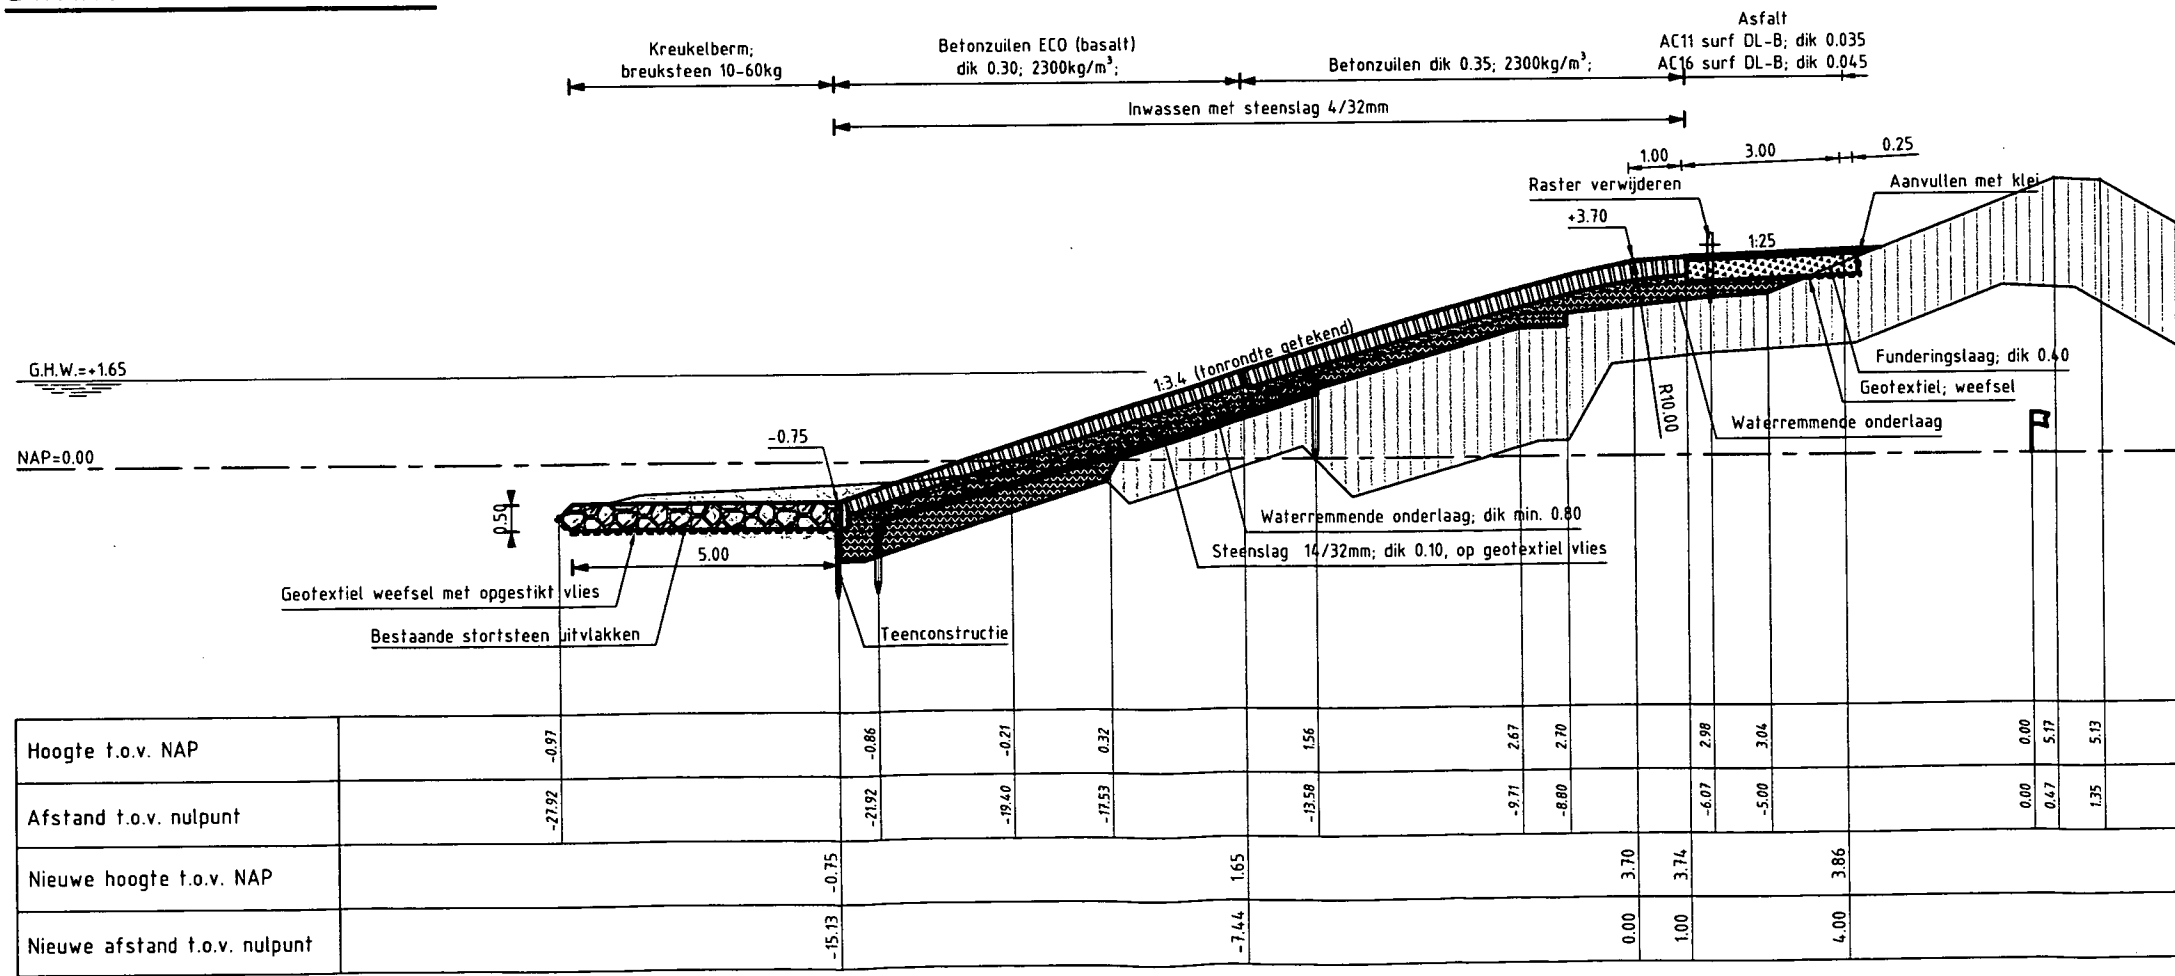 Asfalt
Kreukelberm;
breuksteen 10-60kg
Betonzuilen ECO (basalt)
dik 0.30; 2300kg/m³;
Betonzuilen dik 0.35; 2300kg/m³;
AC11 surf DL-B; dik 0.035
AC16 surf DL-B; dik 0.045
Inwassen met steenslag 4/32mm
1.00
3.00
0.25
Raster verwijderen
Aanvullen met klei
+3.70
1:25
1:3.4 (tonrondte getekend)
G.H.W.=+1.65
Funderingslaag; dik 0.40
Geotextiel; weefsel
R10.00
Waterremmende onderlaag
-0.75
NAP=0.00
0.50
Waterremmende onderlaag; dik min. 0.80
5.00
Steenslag 14/32mm; dik 0.10, op geotextiel vlies
Geotextiel weefsel met opgestikt vlies
Bestaande stortsteen uitvlakken
Teenconstructie
Hoogte t.o.v. NAP -0.97 -0.86 -0.21 0.32 1.56 2.67 2.70 2.98 3.04 0.00 5.17 5.13
Afstand t.o.v. nulpunt -27.92 -21.92 -19.40 -17.53 -13.58 -9.71 -8.80 -6.07 -5.00 0.00 0.47 1.35
Nieuwe hoogte t.o.v. NAP -0.75 1.65 3.70 3.74 3.86
Nieuwe afstand t.o.v. nulpunt -15.13 -7.44 0.00 1.00 4.00